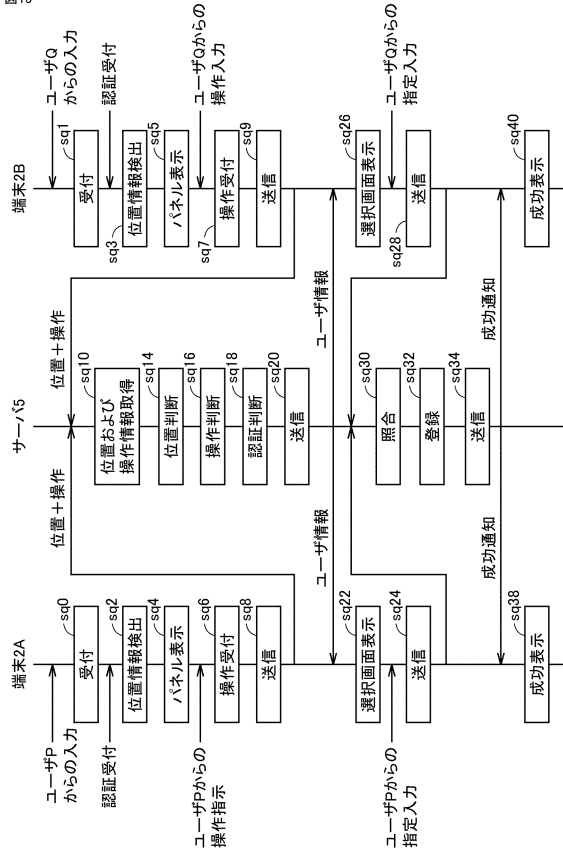 端末2A
サーバ5
端末2B
ユーザP
からの入力
受付
sq0
認証受付
位置情報検出
sq2
パネル表示
sq4
ユーザPからの
操作指示
操作受付
sq6
送信
sq8
位置+操作
位置+操作
ユーザQ
からの入力
受付
sq1
認証受付
位置情報検出
sq3
パネル表示
sq5
ユーザQからの
操作入力
操作受付
sq7
送信
sq9
位置および
操作情報取得
sq10
位置判断
sq14
操作判断
sq16
認証判断
sq18
送信
sq20
ユーザ情報
ユーザ情報
選択画面表示
sq22
ユーザPからの
指定入力
送信
sq24
選択画面表示
sq26
ユーザQからの
指定入力
送信
sq28
照合
sq30
登録
sq32
送信
sq34
成功通知
成功通知
成功表示
sq38
成功表示
sq40